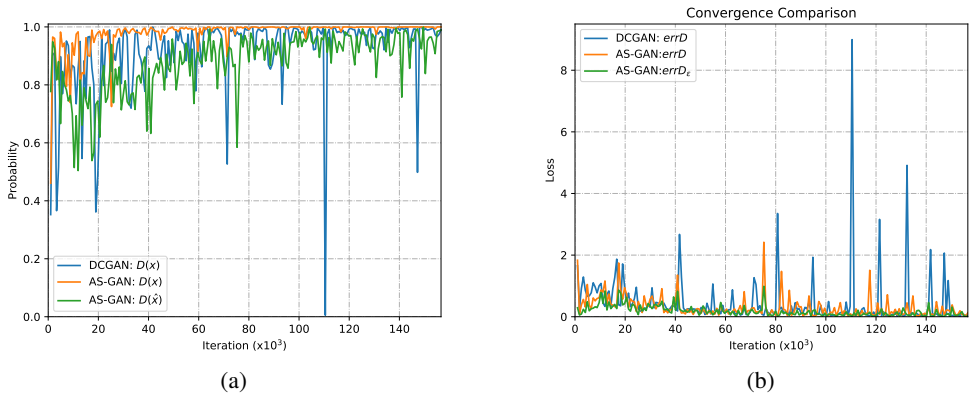 1.0
0.8
0.6
0.4
0.2
0.0
Probability
DCGAN: D(x)
AS-GAN: D(x)
AS-GAN: D(x̂)
0 20 40 60 80 100 120 140
Iteration (x10³)
(a)
Convergence Comparison
DCGAN: errD
AS-GAN:errD
AS-GAN:errDε
8
6
4
2
0
Loss
0 20 40 60 80 100 120 140
Iteration (x10³)
(b)